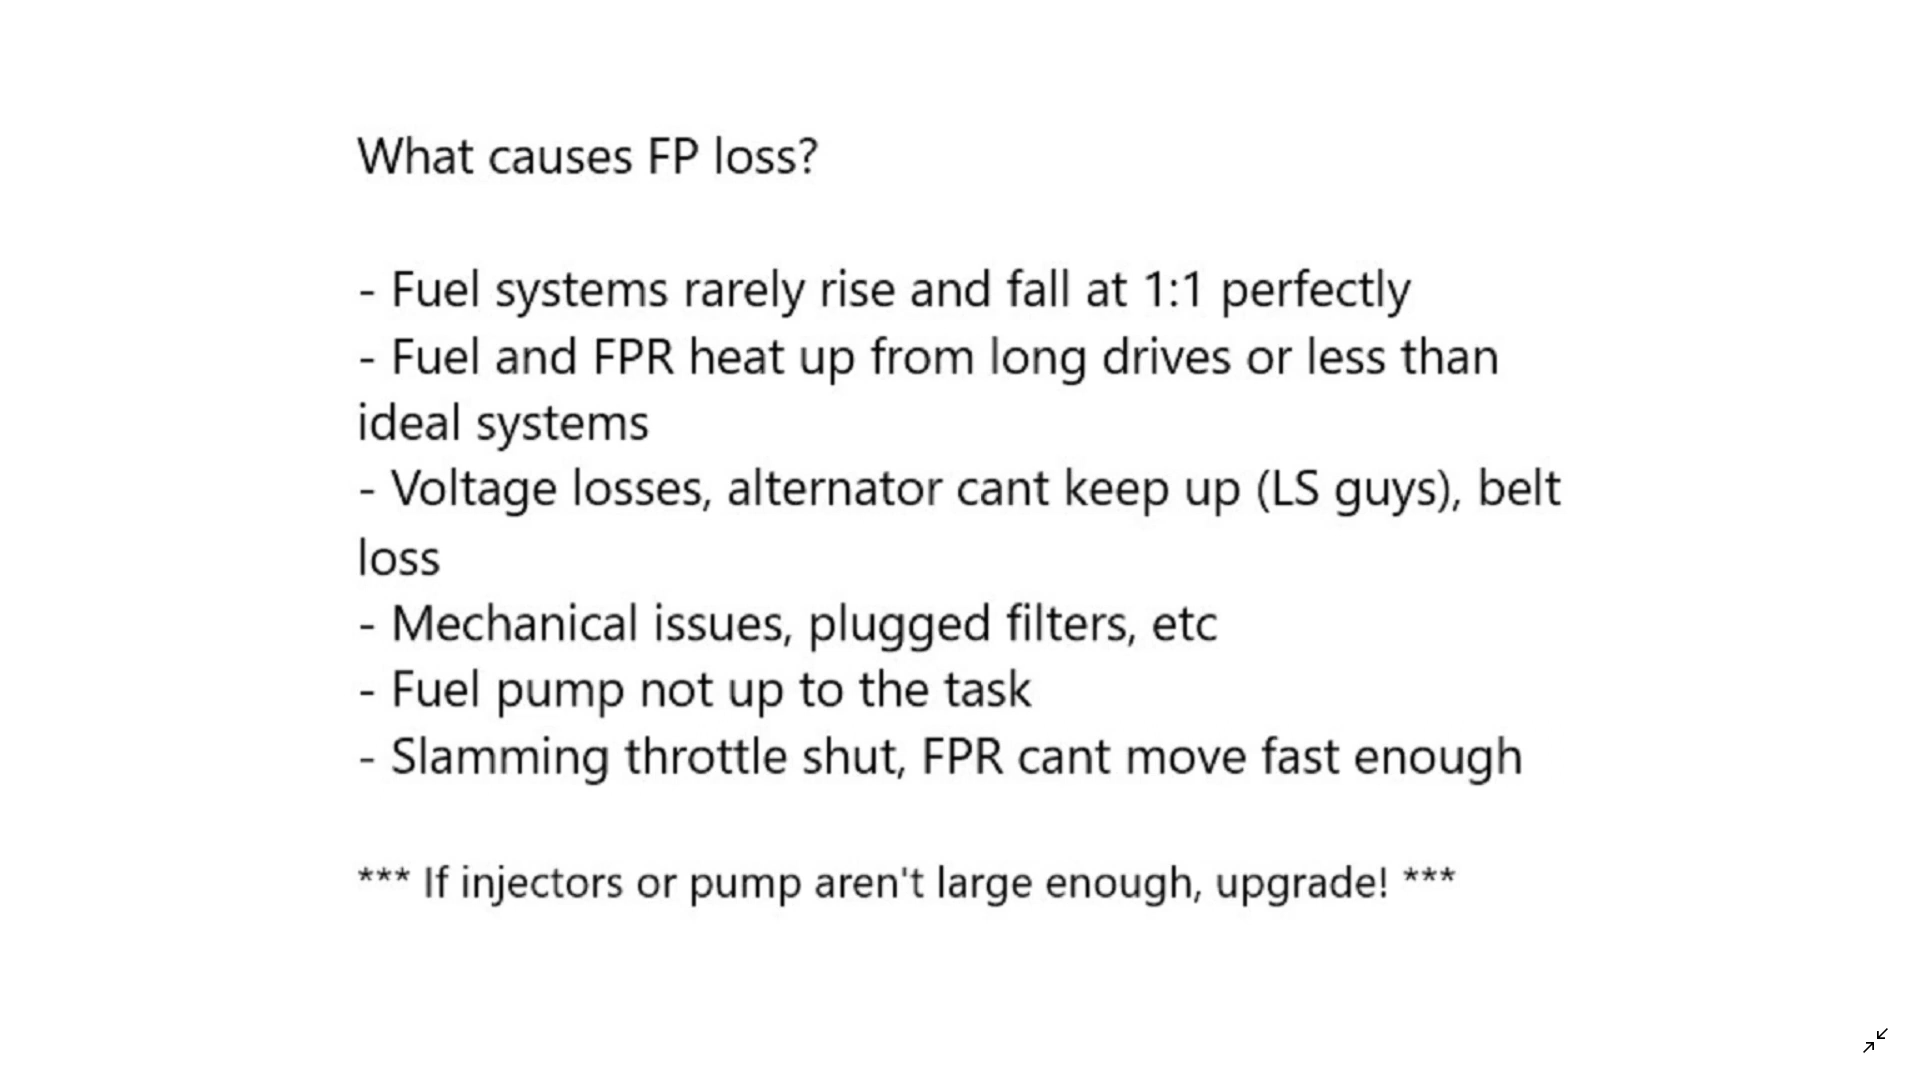 What causes FP loss?
- Fuel systems rarely rise and fall at 1:1 perfectly
- Fuel and FPR heat up from long drives or less than
ideal systems
- Voltage losses, alternator cant keep up (LS guys), belt
loss
- Mechanical issues, plugged filters, etc
- Fuel pump not up to the task
- Slamming throttle shut, FPR cant move fast enough
*** If injectors or pump aren't large enough, upgrade! ***